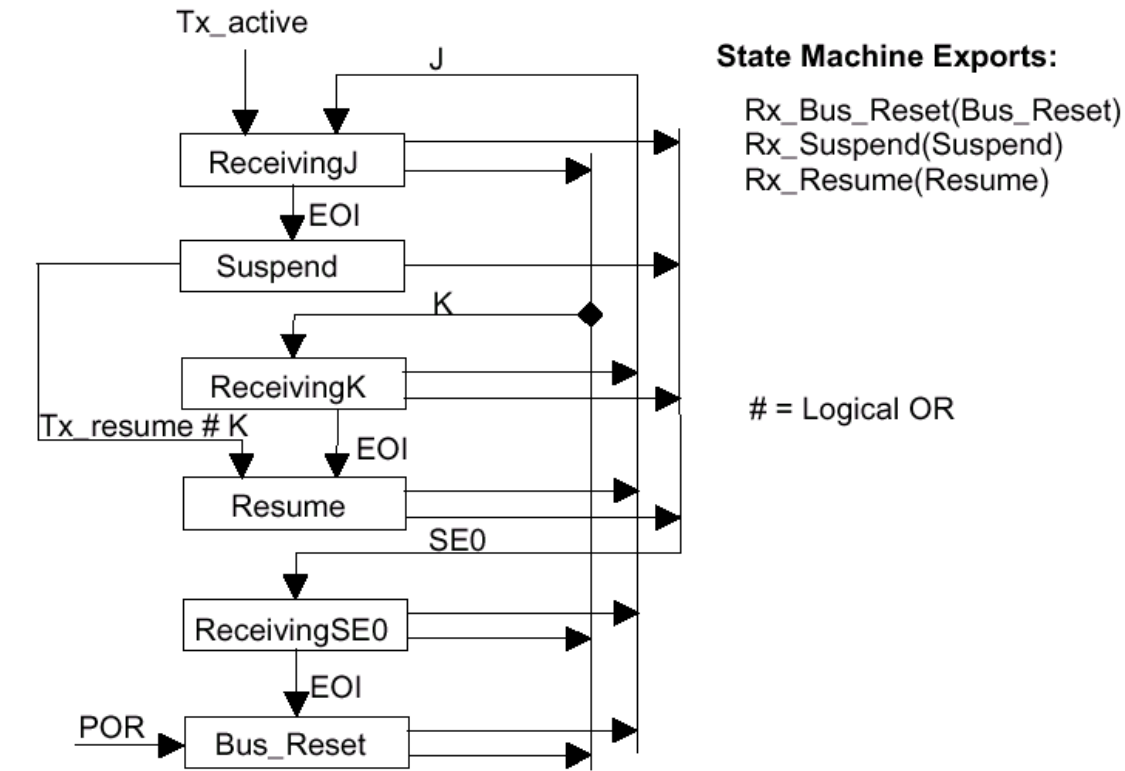 Tx_active
J
State Machine Exports:
Rx_Bus_Reset(Bus_Reset)
Rx_Suspend(Suspend)
Rx_Resume(Resume)
ReceivingJ
EOI
Suspend
K
ReceivingK
# = Logical OR
Tx_resume # K
EOI
Resume
SE0
ReceivingSE0
EOI
POR
Bus_Reset